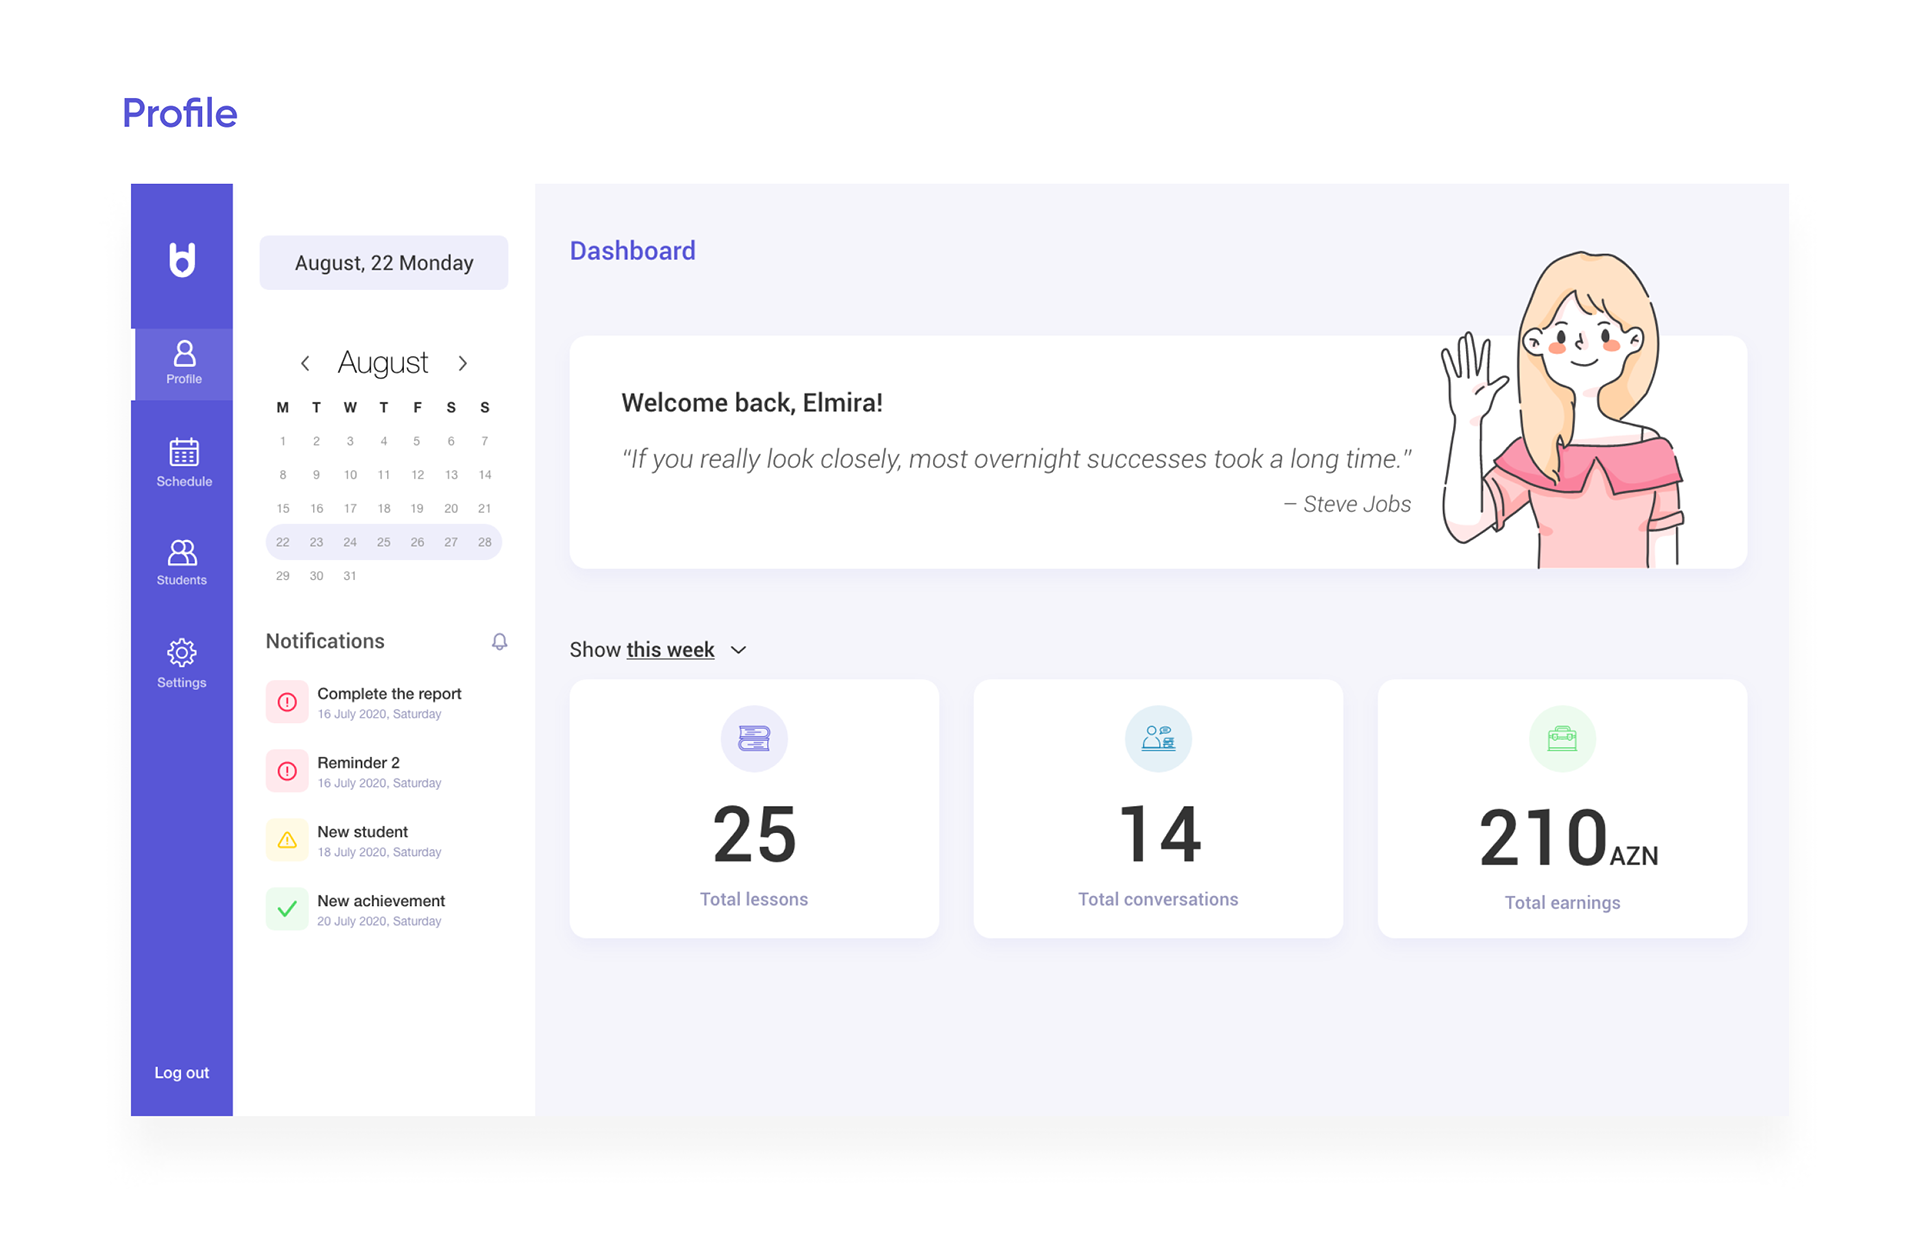 Profile
Profile
Schedule
Students
Settings
Log out
August, 22 Monday
August
M T W T F S S
1 2 3 4 5 6 7
8 9 10 11 12 13 14
15 16 17 18 19 20 21
22 23 24 25 26 27 28
29 30 31
Notifications
Complete the report
16 July 2020, Saturday
Reminder 2
16 July 2020, Saturday
New student
18 July 2020, Saturday
New achievement
20 July 2020, Saturday
Dashboard
Welcome back, Elmira!
“If you really look closely, most overnight successes took a long time.”
– Steve Jobs
Show this week
25
Total lessons
14
Total conversations
210 AZN
Total earnings